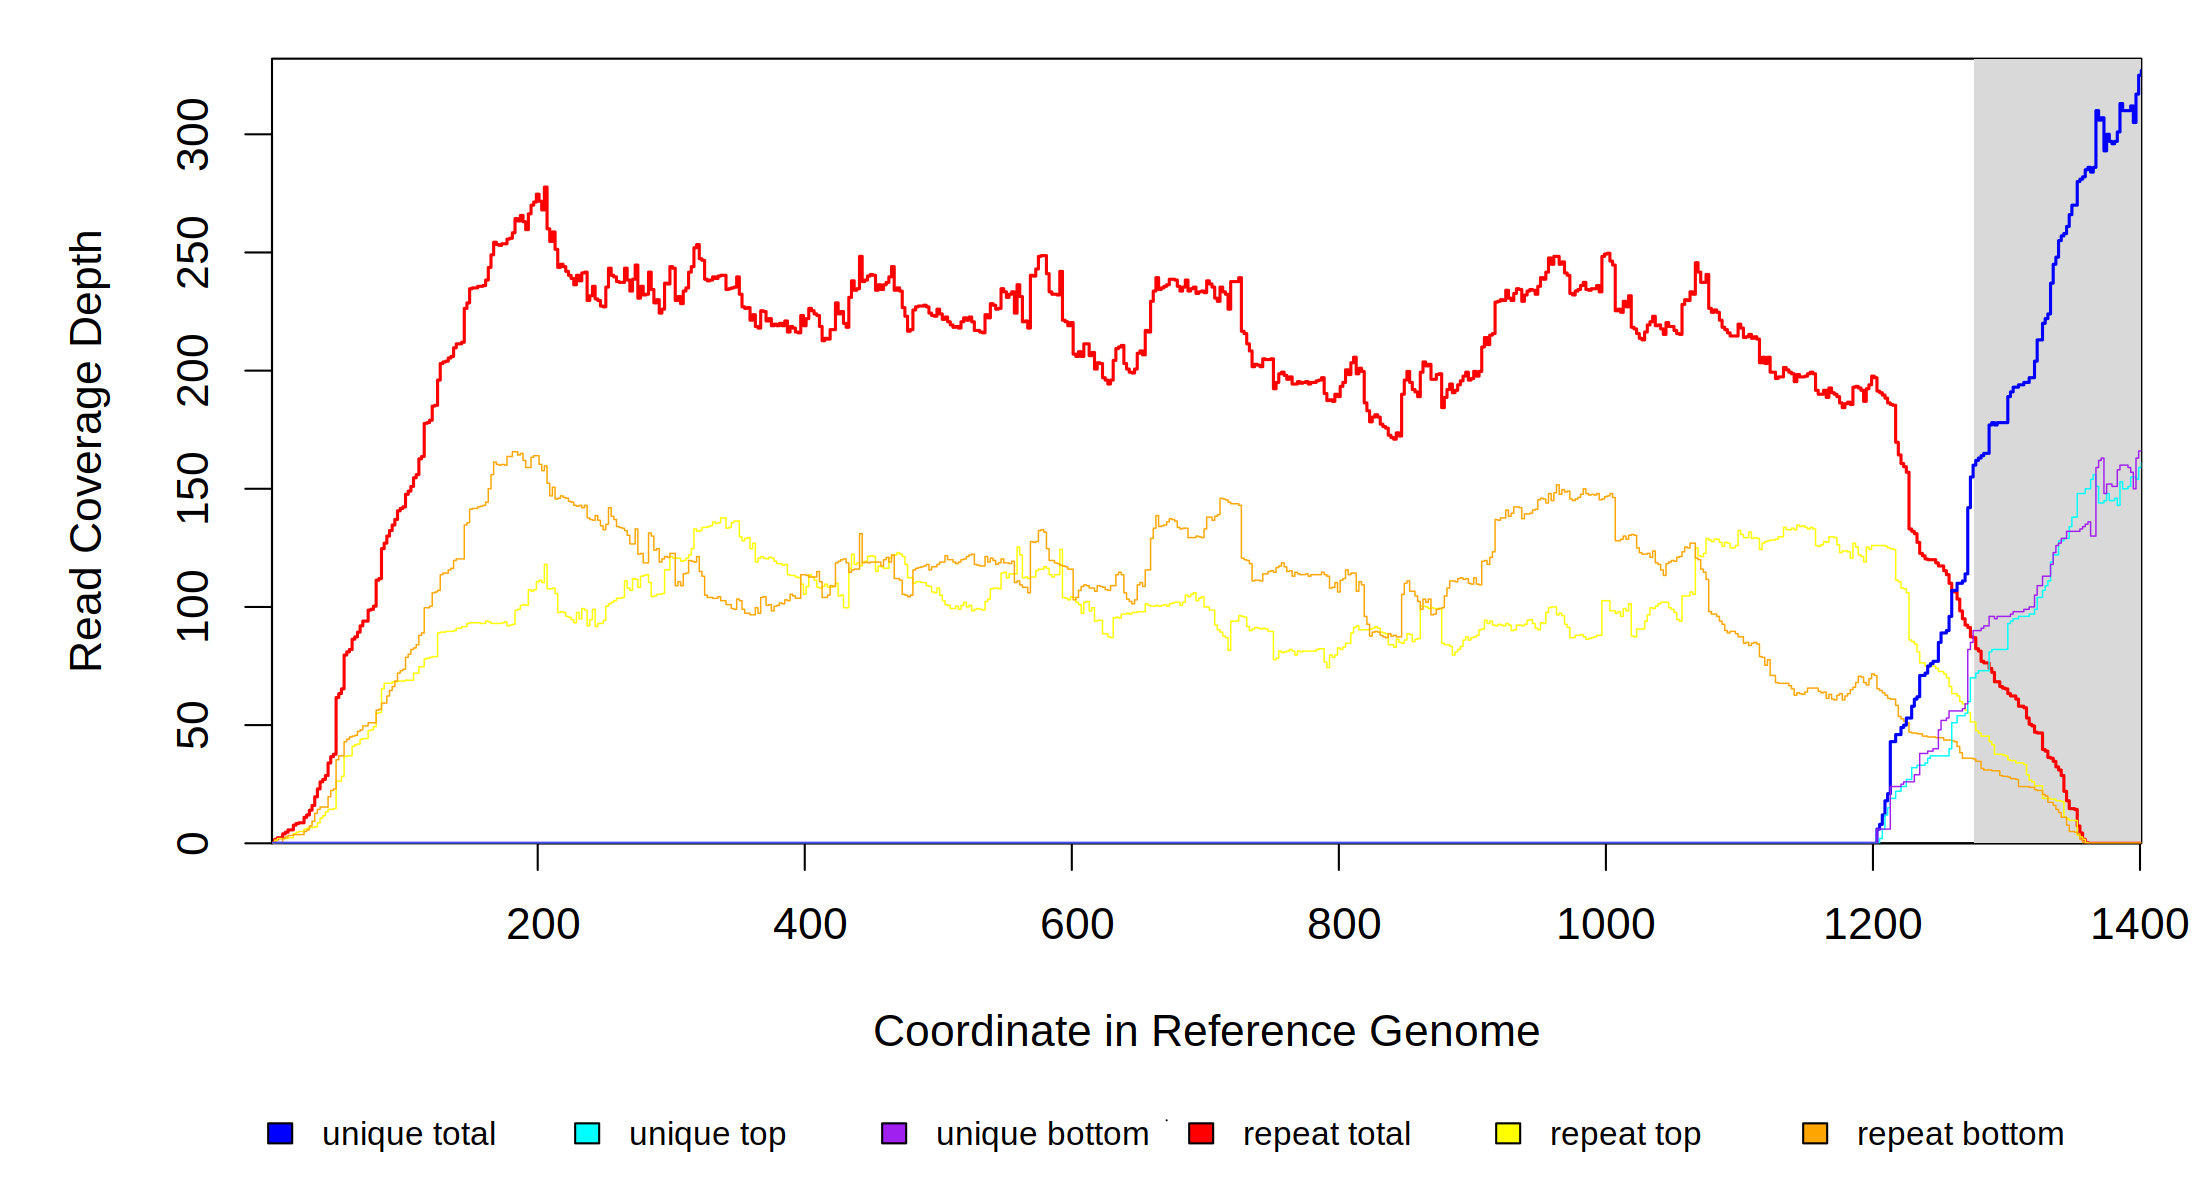 300
250
200
150
100
50
0
Read Coverage Depth
200 400 600 800 1000 1200 1400
Coordinate in Reference Genome
unique total unique top unique bottom repeat total repeat top repeat bottom